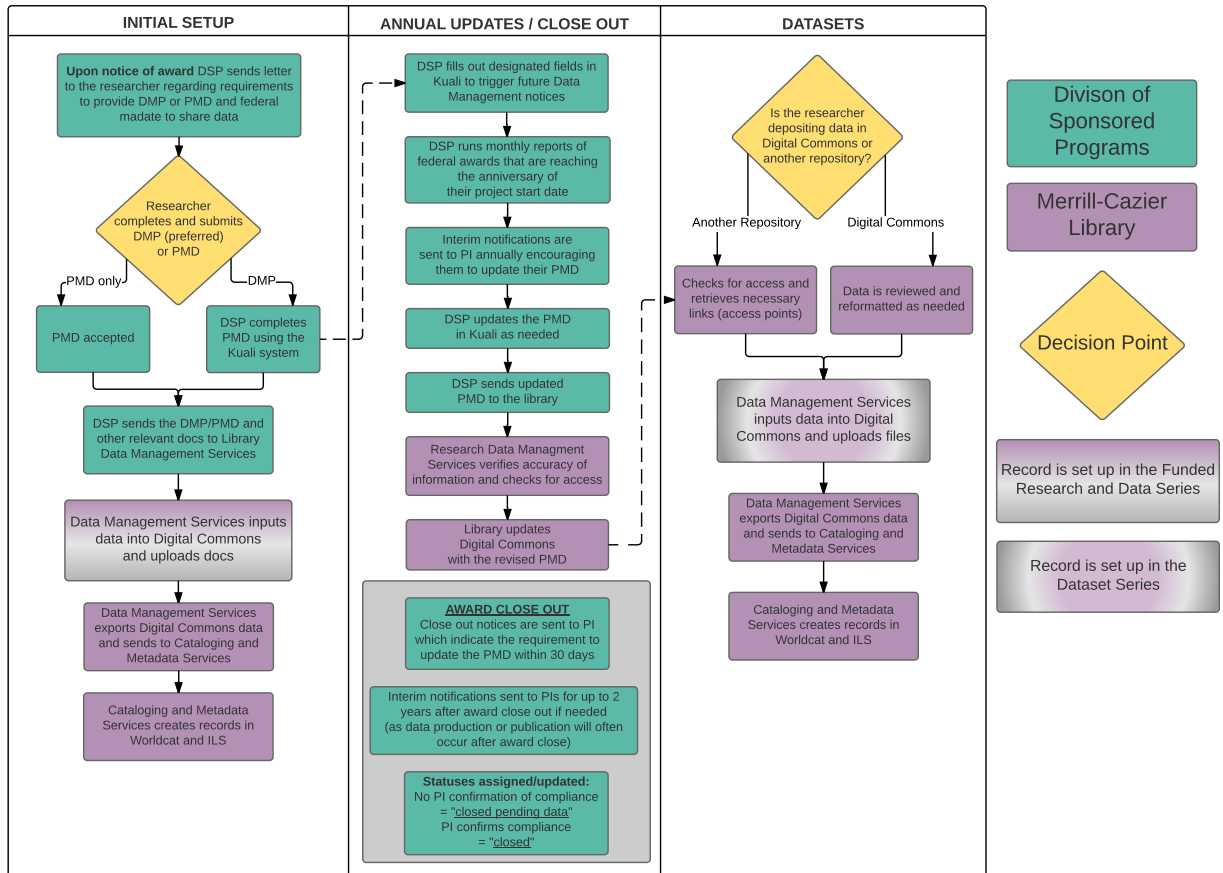 INITIAL SETUP
Upon notice of award DSP sends letter
to the researcher regarding requirements
to provide DMP or PMD and federal
madate to share data
Researcher
completes and submits
DMP (preferred)
or PMD
PMD only
DMP
PMD accepted
DSP completes
PMD using the
Kuali system
DSP sends the DMP/PMD and
other relevant docs to Library
Data Management Services
Data Management Services inputs
data into Digital Commons
and uploads docs
Data Management Services
exports Digital Commons data
and sends to Cataloging and
Metadata Services
Cataloging and Metadata
Services creates records in
Worldcat and ILS
ANNUAL UPDATES / CLOSE OUT
DSP fills out designated fields in
Kuali to trigger future Data
Management notices
DSP runs monthly reports of
federal awards that are reaching
the anniversary of
their project start date
Interim notifications are
sent to PI annually encouraging
them to update their PMD
DSP updates the PMD
in Kuali as needed
DSP sends updated
PMD to the library
Research Data Managment
Services verifies accuracy of
information and checks for access
Library updates
Digital Commons
with the revised PMD
AWARD CLOSE OUT
Close out notices are sent to PI
which indicate the requirement to
update the PMD within 30 days
Interim notifications sent to PIs for up to 2
years after award close out if needed
(as data production or publication will often
occur after award close)
Statuses assigned/updated:
No PI confirmation of compliance
= "closed pending data"
PI confirms compliance
= "closed"
DATASETS
Is the researcher
depositing data in
Digital Commons or
another repository?
Another Repository
Digital Commons
Checks for access and
retrieves necessary
links (access points)
Data is reviewed and
reformatted as needed
Data Management Services
inputs data into Digital
Commons and uploads files
Data Management Services
exports Digital Commons data
and sends to Cataloging and
Metadata Services
Cataloging and Metadata
Services creates records in
Worldcat and ILS
Divison of
Sponsored
Programs
Merrill-Cazier
Library
Decision Point
Record is set up in the Funded
Research and Data Series
Record is set up in the
Dataset Series